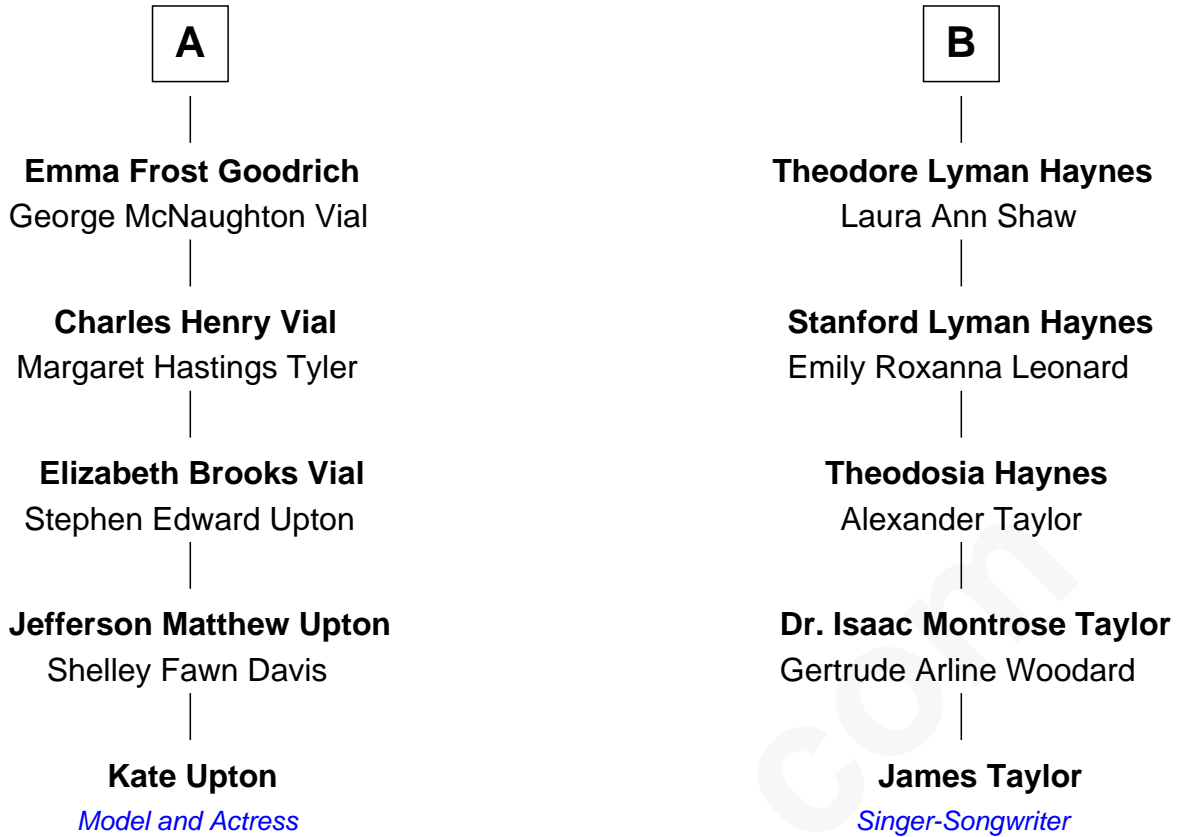 A
B
Emma Frost Goodrich
George McNaughton Vial
Theodore Lyman Haynes
Laura Ann Shaw
Charles Henry Vial
Margaret Hastings Tyler
Stanford Lyman Haynes
Emily Roxanna Leonard
Elizabeth Brooks Vial
Stephen Edward Upton
Theodosia Haynes
Alexander Taylor
Jefferson Matthew Upton
Shelley Fawn Davis
Dr. Isaac Montrose Taylor
Gertrude Arline Woodard
Kate Upton
Model and Actress
James Taylor
Singer-Songwriter
com